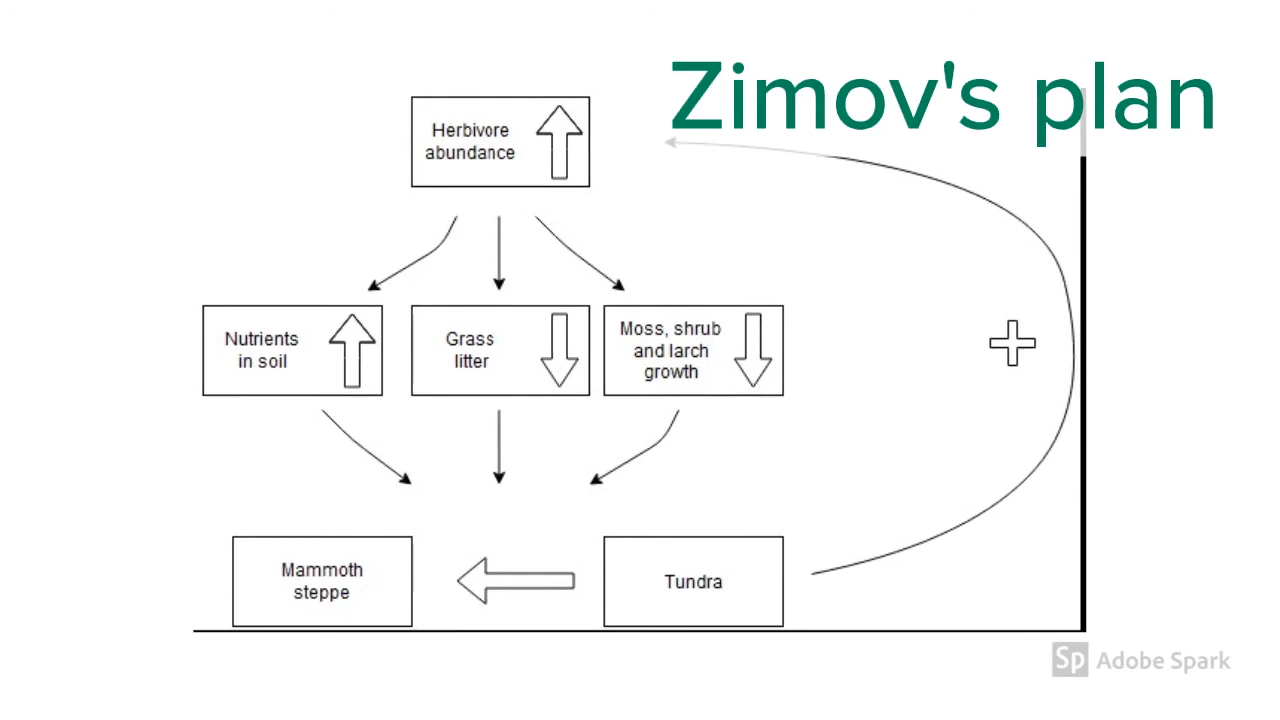 Zimov's plan
Herbivore
abundance
Nutrients
in soil
Grass
litter
Moss, shrub
and larch
growth
Mammoth
steppe
Tundra
Sp Adobe Spark